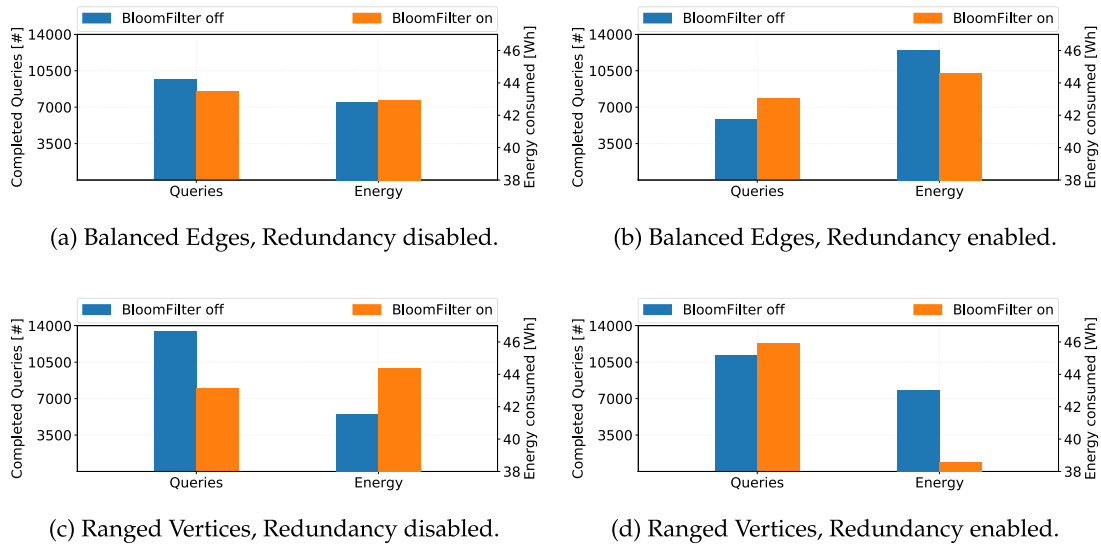 BloomFilter off BloomFilter on
Completed Queries [#]
14000
10500
7000
3500
46
44
42
40
38
Energy consumed [Wh]
Queries Energy
(a) Balanced Edges, Redundancy disabled.
BloomFilter off BloomFilter on
Completed Queries [#]
14000
10500
7000
3500
46
44
42
40
38
Energy consumed [Wh]
Queries Energy
(b) Balanced Edges, Redundancy enabled.
BloomFilter off BloomFilter on
Completed Queries [#]
14000
10500
7000
3500
46
44
42
40
38
Energy consumed [Wh]
Queries Energy
(c) Ranged Vertices, Redundancy disabled.
BloomFilter off BloomFilter on
Completed Queries [#]
14000
10500
7000
3500
46
44
42
40
38
Energy consumed [Wh]
Queries Energy
(d) Ranged Vertices, Redundancy enabled.